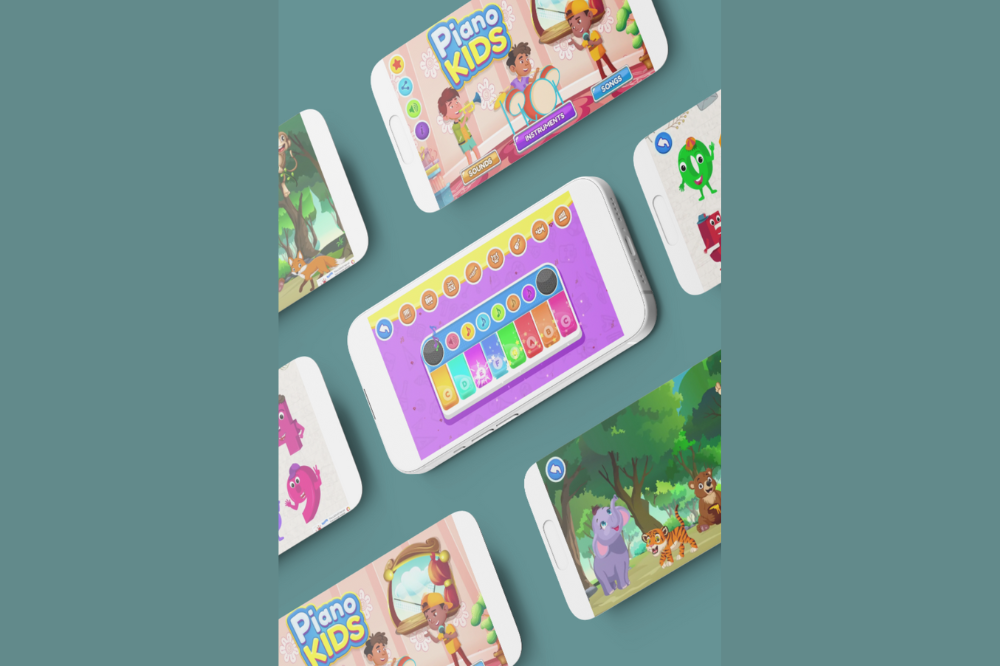 Piano
KIDS
SOUNDS
INSTRUMENTS
SONGS
C
D
Piano
KIDS